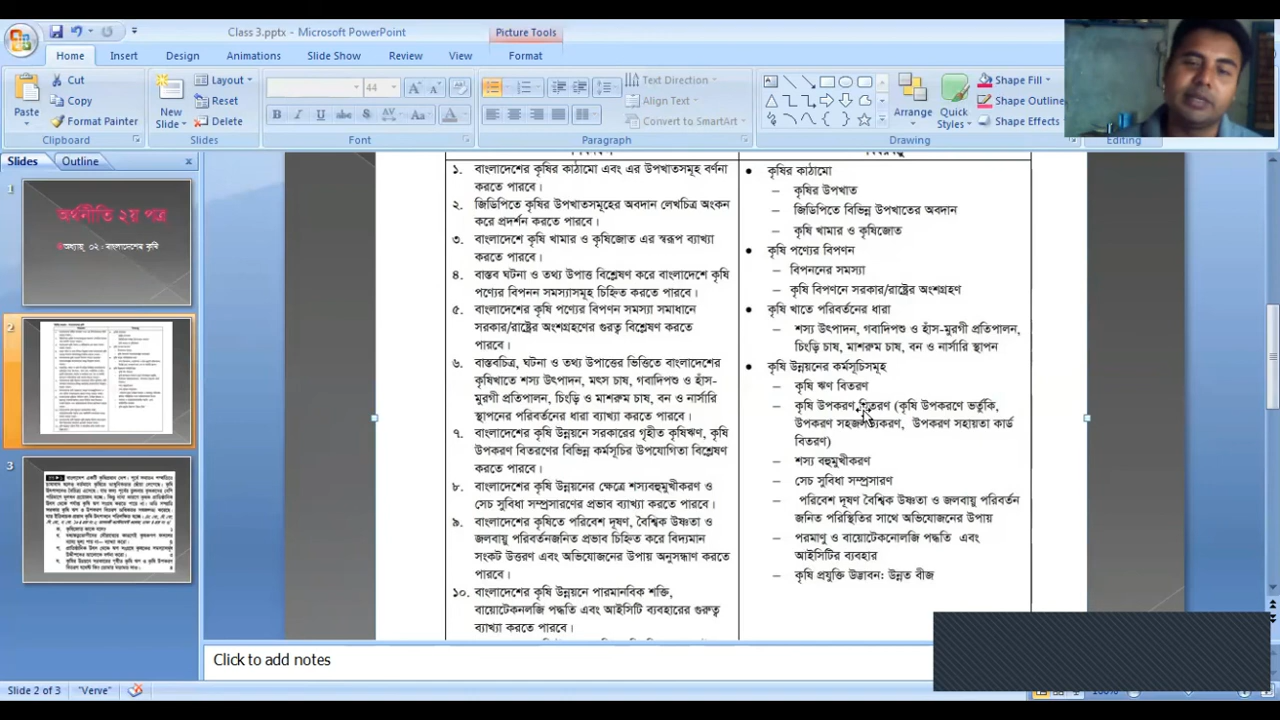 Class 3.pptx - Microsoft PowerPoint
Picture Tools
Home
Insert
Design
Animations
Slide Show
Review
View
Format
Cut
Copy
Format Painter
Paste
Clipboard
New Slide
Layout
Reset
Delete
Slides
44
Font
Paragraph
Text Direction
Align Text
Convert to SmartArt
Arrange
Quick Styles
Shape Fill
Shape Outline
Shape Effects
Drawing
Editing
Slides
Outline
1
অর্থনীতি ২য় পত্র
অধ্যায়, ০২: বাংলাদেশের কৃষি
2
3
১. বাংলাদেশের কৃষির কাঠামো এবং এর উপখাতসমূহ বর্ণনা
করতে পারবে।
২. জিডিপিতে কৃষির উপখাতসমূহের অবদান লেখচিত্র অংকন
করে প্রদর্শন করতে পারবে।
৩. বাংলাদেশে কৃষি খামার ও কৃষিজোত এর স্বরূপ ব্যাখ্যা
করতে পারবে।
৪. বাস্তব ঘটনা ও তথ্য উপাত্ত বিশ্লেষণ করে বাংলাদেশে কৃষি
পণ্যের বিপনন সমস্যাসমূহ চিহ্নিত করতে পারবে।
৫. বাংলাদেশের কৃষি পণ্যের বিপণন সমস্যা সমাধানে
সরকার/রাষ্ট্রের অংশগ্রহণের গুরত্ব বিশ্লেষণ করতে
পারবে।
৬. বাস্তবচিত্র, ঘটনা ও তথ্য উপাত্তের ভিত্তিতে বাংলাদেশের
কৃষিখাতে শস্য উৎপাদন, মৎস চাষ, গবাদিপশু ও হাঁস-
মুরগী প্রতিপালন, চিংড়ি ও মাশরুম চাষ, বন ও নার্সারি
স্থাপনের পরিবর্তনের ধারা ব্যাখ্যা করতে পারবে।
৭. বাংলাদেশের কৃষি উন্নয়নে সরকারের গৃহীত কৃষিঋণ, কৃষি
উপকরণ বিতরণের বিভিন্ন কর্মসূচির উপযোগিতা বিশ্লেষণ
করতে পারবে।
৮. বাংলাদেশের কৃষি উন্নয়নের ক্ষেত্রে শস্যবহুমুখীকরণ ও
সেচ সুবিধা সম্প্রসারণের প্রভাব ব্যাখ্যা করতে পারবে।
৯. বাংলাদেশের কৃষিতে পরিবেশ দূষণ, বৈশ্বিক উষ্ণতা ও
জলবায়ু পরিবর্তনজনিত প্রভাব চিহ্নিত করে বিদ্যমান
সংকট উত্তরণ এবং অভিযোজনের উপায় অনুসন্ধাণ করতে
পারবে।
১০. বাংলাদেশের কৃষি উন্নয়নে পারমানবিক শক্তি,
বায়োটেকনলজি পদ্ধতি এবং আইসিটি ব্যবহারের গুরুত্ব
ব্যাখ্যা করতে পারবে।
• কৃষির কাঠামো
– কৃষির উপখাত
– জিডিপিতে বিভিন্ন উপখাতের অবদান
– কৃষি খামার ও কৃষিজোত
• কৃষি পণ্যের বিপণন
– বিপননের সমস্যা
– কৃষি বিপণনে সরকার/রাষ্ট্রের অংশগ্রহণ
• কৃষি খাতে পরিবর্তনের ধারা
– শস্য উৎপাদন, গবাদিপশু ও হাঁস-মুরগী প্রতিপালন,
চিংড়ি চাষ, মাশরুম চাষ, বন ও নার্সারি স্থাপন
• কৃষি উন্নয়নের কর্মসূচিসমূহ
– কৃষি ঋণ বিতরণ
– কৃষি উপকরণ বিতরণ (কৃষি উপকরণে ভর্তুকি,
উপকরণ সহজলভ্যকরণ, উপকরণ সহায়তা কার্ড
বিতরণ)
– শস্য বহুমুখীকরণ
– সেচ সুবিধা সম্প্রসারণ
– পরিবেশ দূষণ বৈশ্বিক উষ্ণতা ও জলবায়ু পরিবর্তন
জনিত পরিস্থিতির সাথে অভিযোজনের উপায়
– পরমাণু ও বায়োটেকনোলজি পদ্ধতি এবং
আইসিটির ব্যবহার
– কৃষি প্রযুক্তি উদ্ভাবন: উন্নত বীজ
Click to add notes
Slide 2 of 3
"Verve"